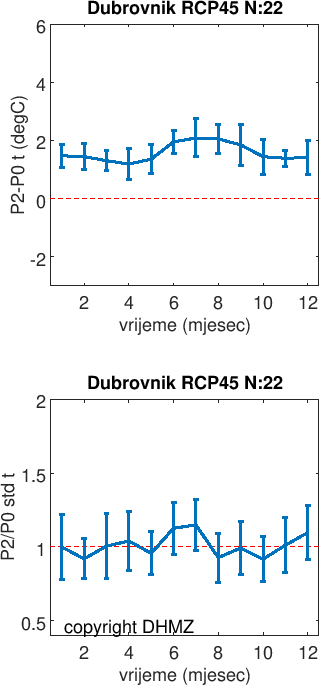 Dubrovnik RCP45 N:22
6
4
2
0
-2
P2-P0 t (degC)
2 4 6 8 10 12
vrijeme (mjesec)
Dubrovnik RCP45 N:22
2
1.5
1
0.5
P2/P0 std t
copyright DHMZ
2 4 6 8 10 12
vrijeme (mjesec)